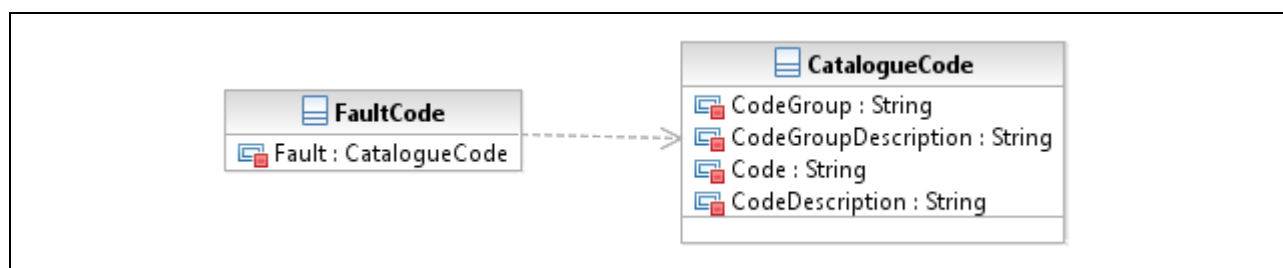 FaultCode
Fault : CatalogueCode
CatalogueCode
CodeGroup : String
CodeGroupDescription : String
Code : String
CodeDescription : String